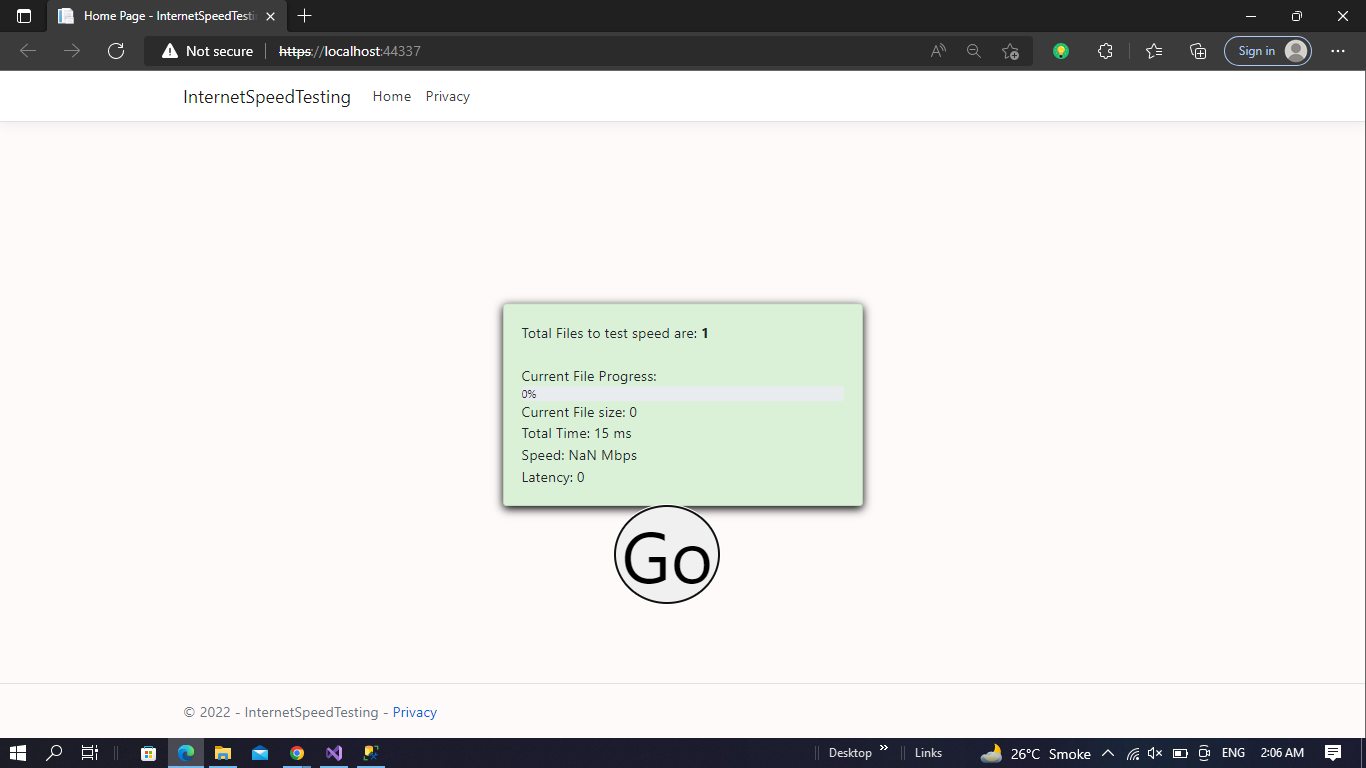 Home Page - InternetSpeedTesti
Not secure
https://localhost:44337
Sign in
InternetSpeedTesting
Home
Privacy
Total Files to test speed are: 1
Current File Progress:
0%
Current File size: 0
Total Time: 15 ms
Speed: NaN Mbps
Latency: 0
Go
© 2022 - InternetSpeedTesting - Privacy
Desktop
Links
26°C Smoke
ENG
2:06 AM